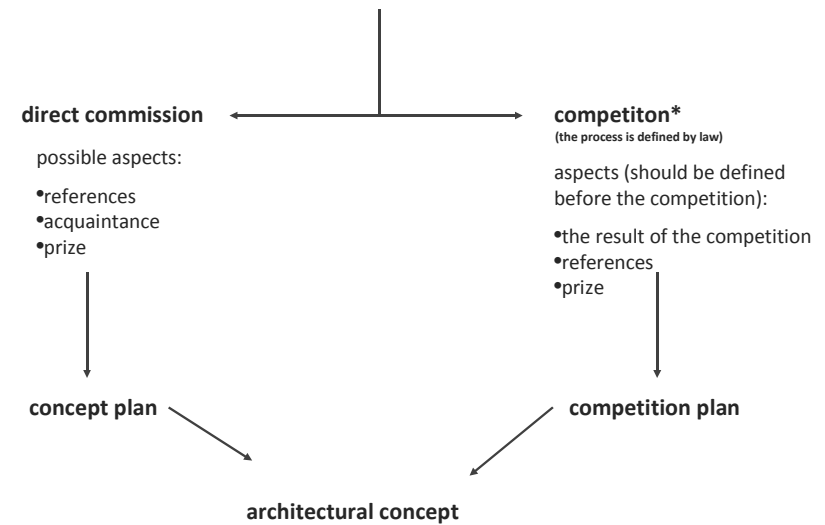 direct commission
possible aspects:
•references
•acquaintance
•prize
competiton*
(the process is defined by law)
aspects (should be defined
before the competition):
•the result of the competition
•references
•prize
concept plan
competition plan
architectural concept